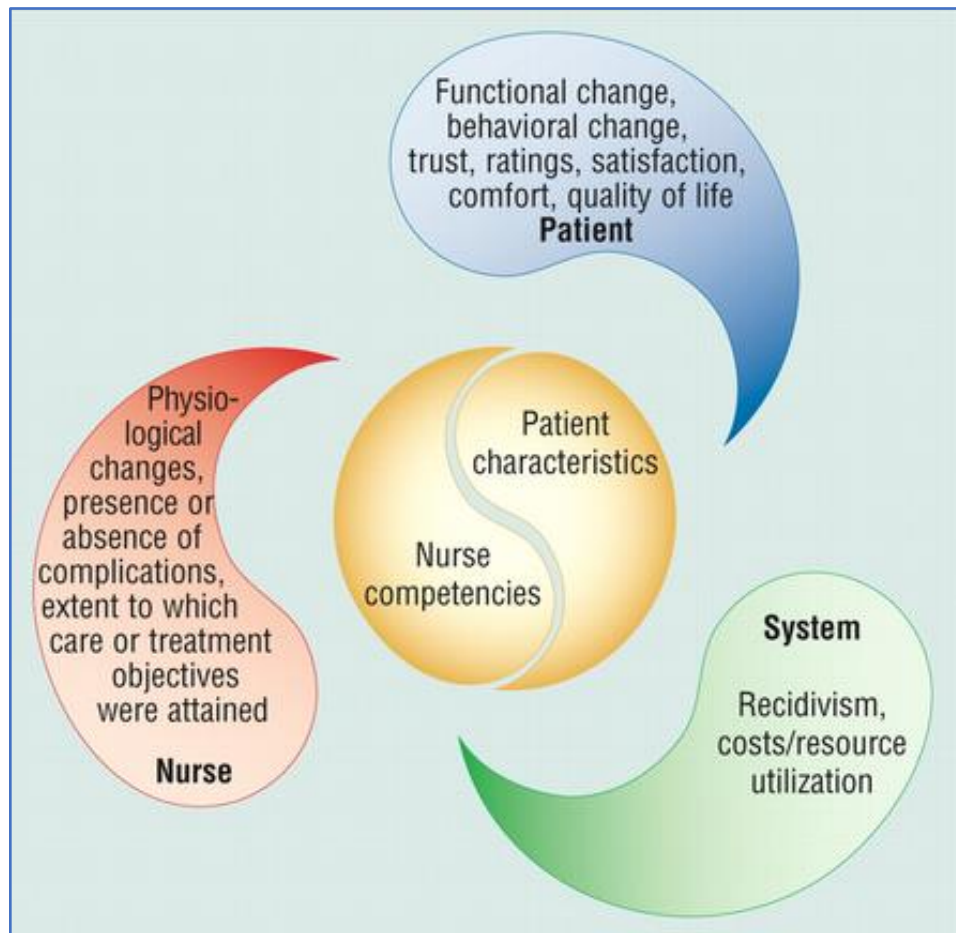 Functional change,
behavioral change,
trust, ratings, satisfaction,
comfort, quality of life
Patient
Physio-
logical
changes,
presence or
absence of
complications,
extent to which
care or treatment
objectives
were attained
Nurse
Patient
characteristics
Nurse
competencies
System
Recidivism,
costs/resource
utilization